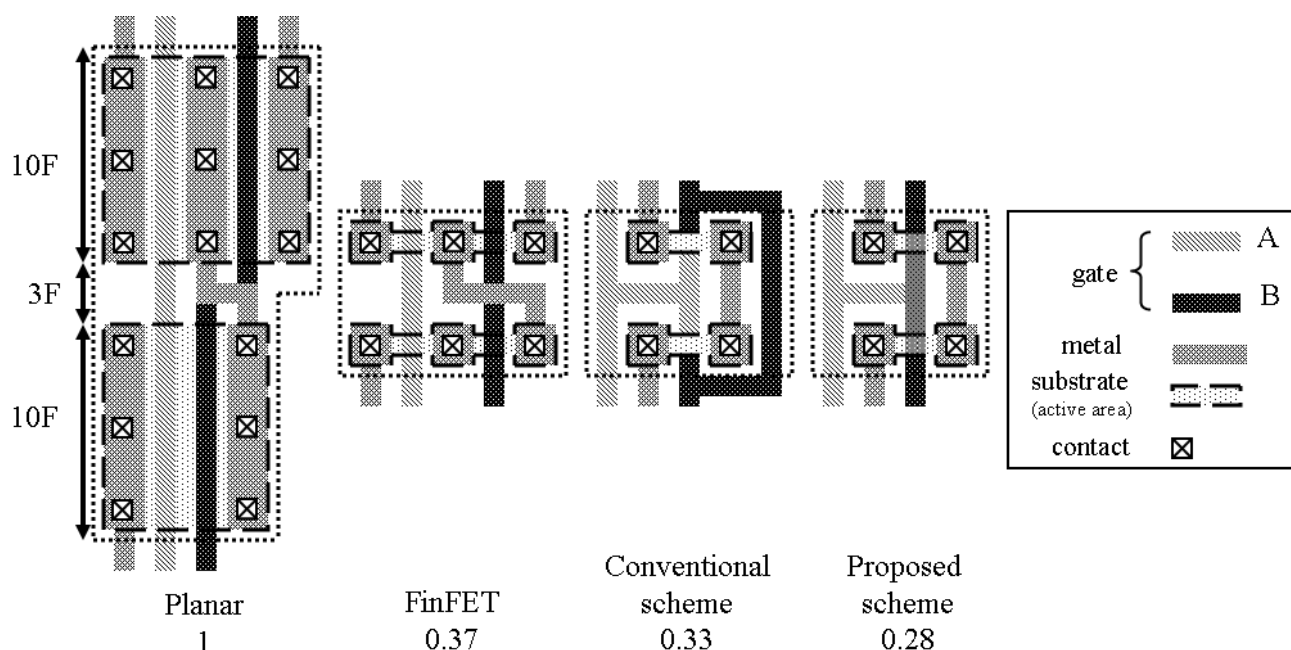 10F
3F
10F
gate
A
B
metal
substrate
(active area)
contact
Planar
1
FinFET
0.37
Conventional
scheme
0.33
Proposed
scheme
0.28